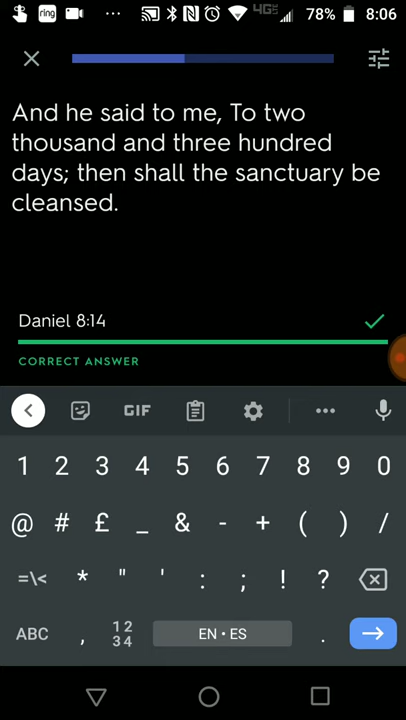 ring
...
4G
78%
8:06
And he said to me, To two
thousand and three hundred
days; then shall the sanctuary be
cleansed.
Daniel 8:14
CORRECT ANSWER
GIF
1 2 3 4 5 6 7 8 9 0
@ # £ _ & - + ( ) /
=\< * " ' : ; ! ?
ABC , 12 34 EN • ES .